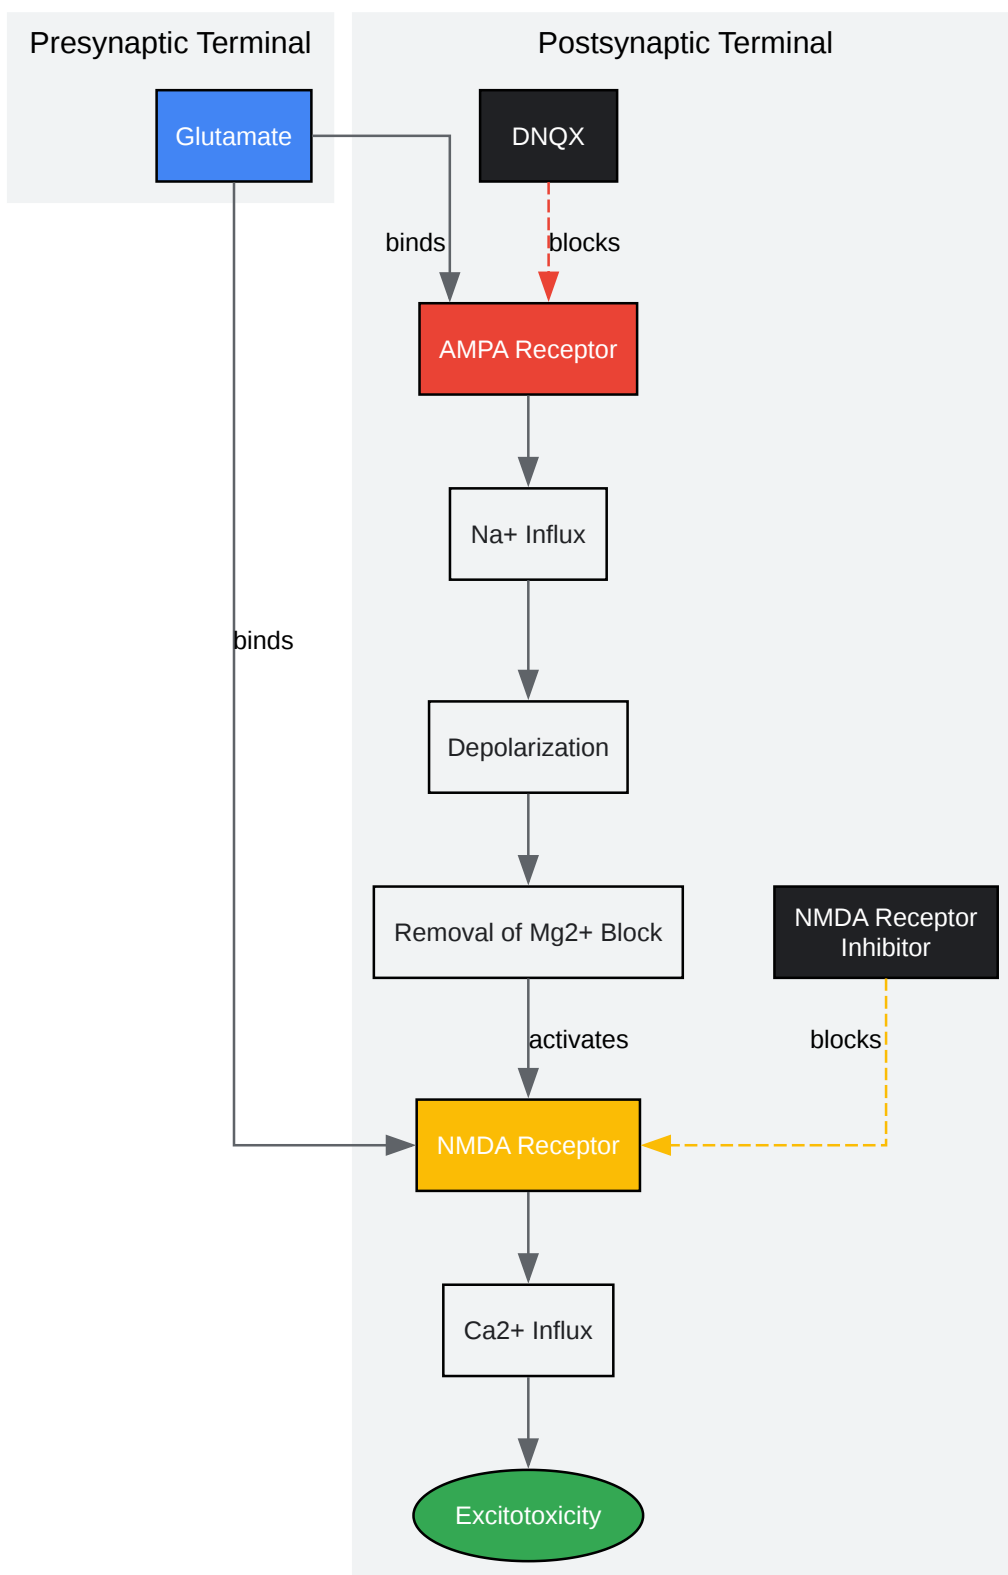 Presynaptic Terminal
Postsynaptic Terminal
Glutamate
DNQX
binds
blocks
AMPA Receptor
Na+ Influx
binds
Depolarization
Removal of Mg2+ Block
NMDA Receptor
Inhibitor
activates
blocks
NMDA Receptor
Ca2+ Influx
Excitotoxicity